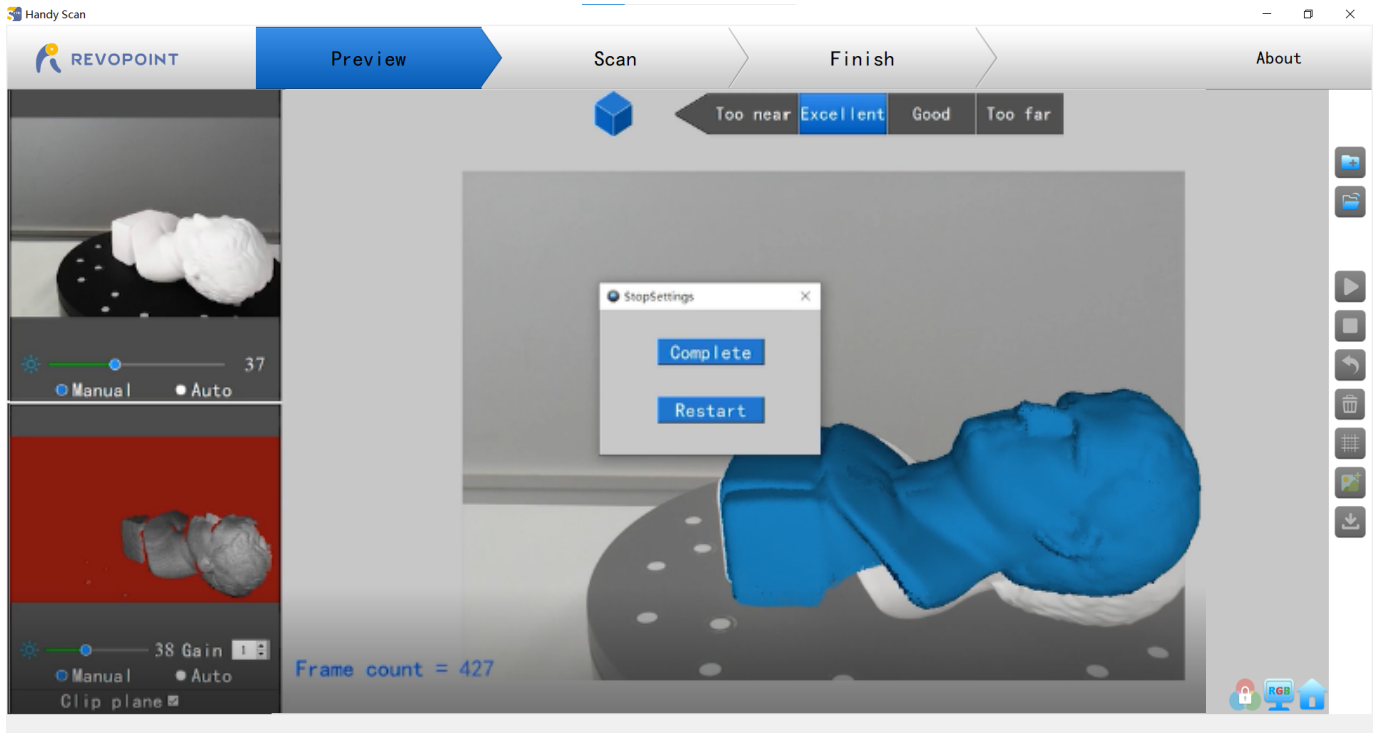 Handy Scan
REVOPOINT
Preview
Scan
Finish
About
Too near
Excellent
Good
Too far
37
Manual
Auto
StopSettings
Complete
Restart
38 Gain 1
Manual
Auto
Clip plane
Frame count = 427
RGB